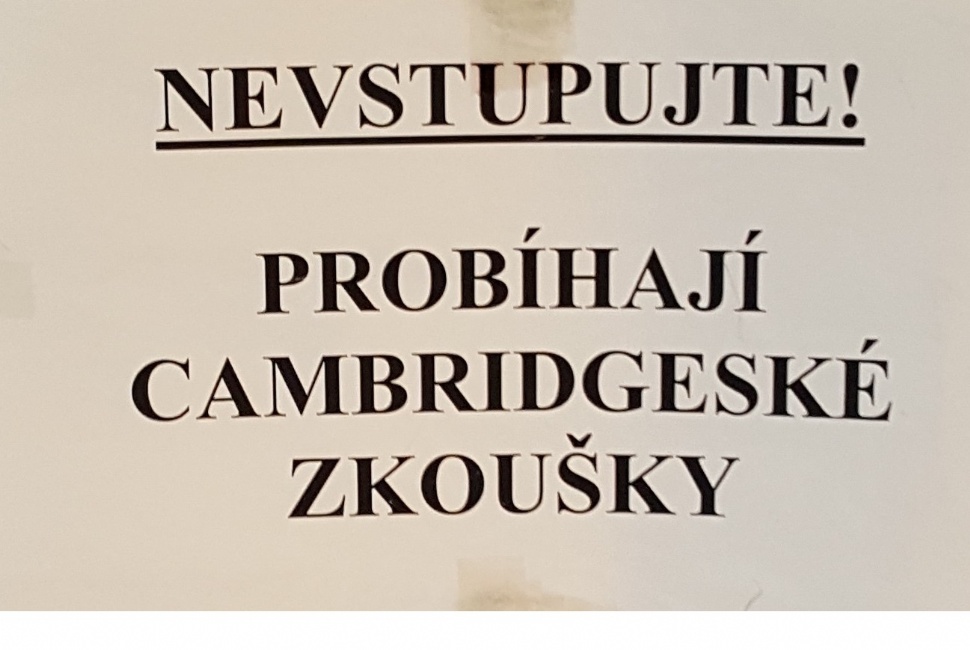 NEVSTUPUJTE!
PROBÍHAJÍ
CAMBRIDGESKÉ
ZKOUŠKY